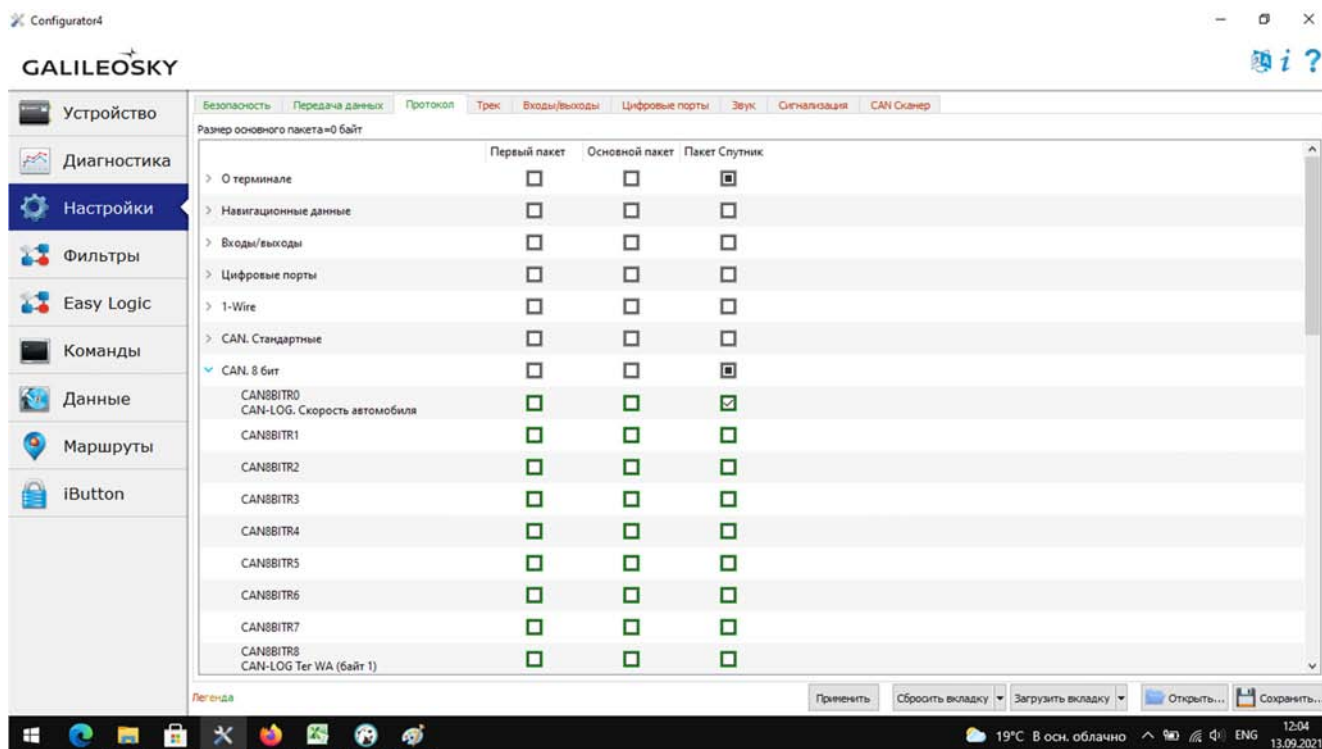 Configurator4
GALILEOSKY
Устройство
Диагностика
Настройки
Фильтры
Easy Logic
Команды
Данные
Маршруты
iButton
Безопасность Передача данных Протокол Трек Входы/выходы Цифровые порты Звук Сигнализация CAN Сканер
Размер основного пакета=0 байт
Первый пакет Основной пакет Пакет Спутник
О терминале
Навигационные данные
Входы/выходы
Цифровые порты
1-Wire
CAN. Стандартные
CAN. 8 бит
CAN8BITR0
CAN-LOG. Скорость автомобиля
CAN8BITR1
CAN8BITR2
CAN8BITR3
CAN8BITR4
CAN8BITR5
CAN8BITR6
CAN8BITR7
CAN8BITR8
CAN-LOG Тег WA (байт 1)
Легенда
Применить Сбросить вкладку Загрузить вкладку Открыть... Сохранить...
19°C В осн. облачно ENG 12:04
13.09.2021